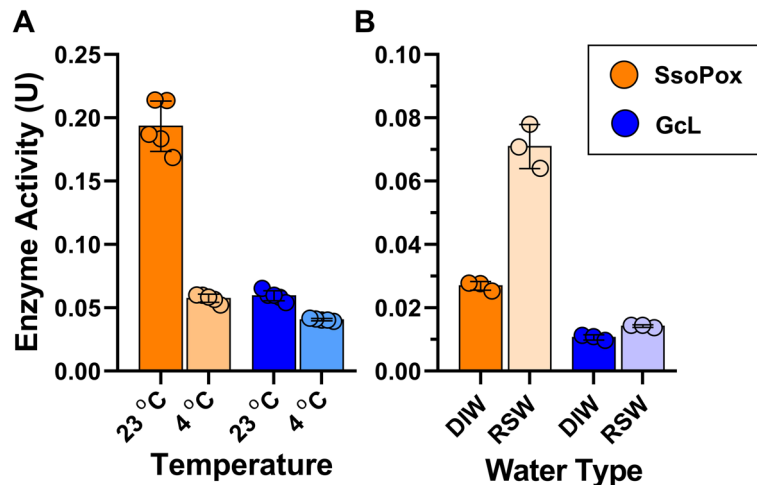 A
Enzyme Activity (U)
0.25
0.20
0.15
0.10
0.05
0.00
23 °C
4 °C
23 °C
4 °C
Temperature
B
0.10
0.08
0.06
0.04
0.02
0.00
DIW
RSW
DIW
RSW
Water Type
SsoPox
GcL